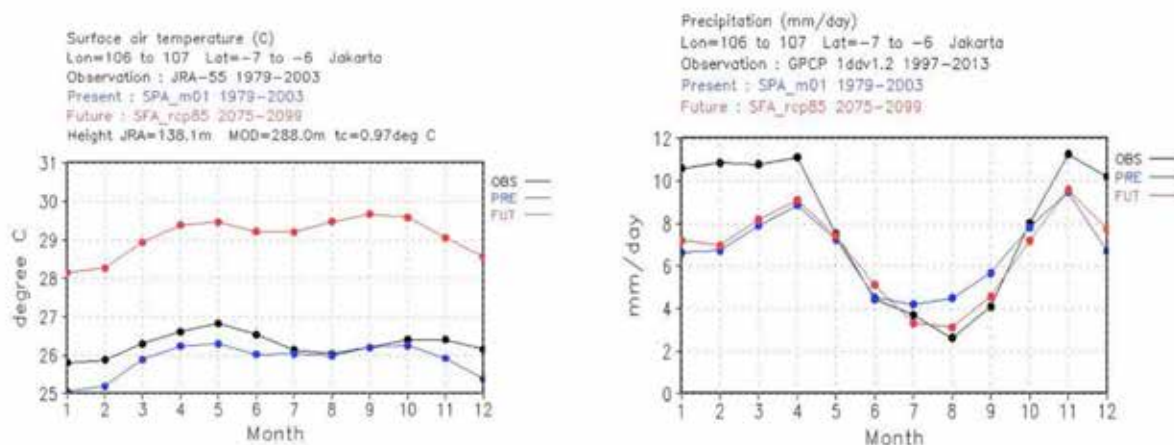 Surface air temperature (C)
Lon=106 to 107 Lat=-7 to -6 Jakarta
Observation : JRA-55 1979-2003
Present : SPA_m01 1979-2003
Future : SFA_rcp85 2075-2099
Height JRA=138.1m MOD=288.0m tc=0.97deg C
31
30
29
28
27
26
25
degree C
1 2 3 4 5 6 7 8 9 10 11 12
Month
OBS
PRE
FUT
Precipitation (mm/day)
Lon=106 to 107 Lat=-7 to -6 Jakarta
Observation : GPCP 1ddv1.2 1997-2013
Present : SPA_m01 1979-2003
Future : SFA_rcp85 2075-2099
12
10
8
6
4
2
0
mm/day
1 2 3 4 5 6 7 8 9 10 11 12
Month
OBS
PRE
FUT